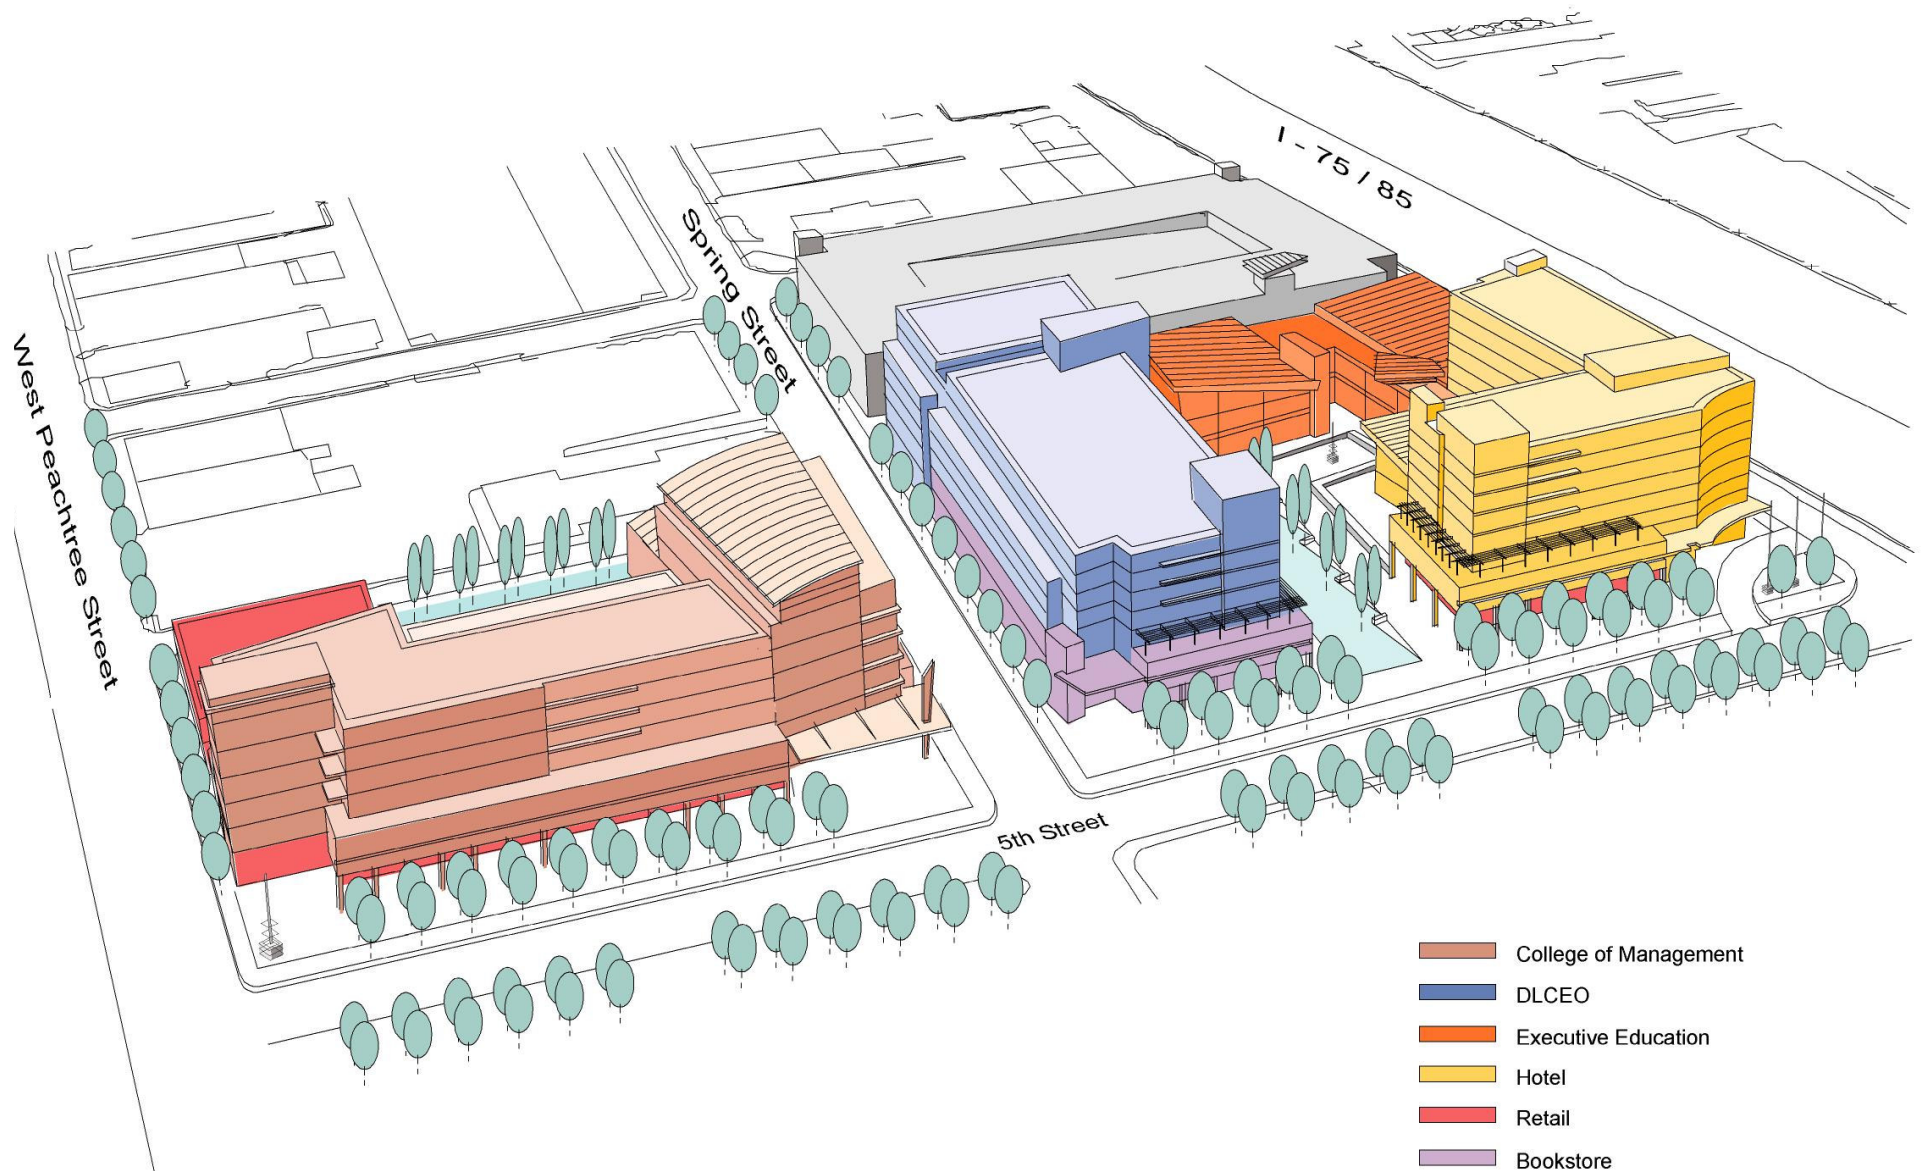 I - 75 / 85
Spring Street
West Peachtree Street
5th Street
College of Management
DLCEO
Executive Education
Hotel
Retail
Bookstore